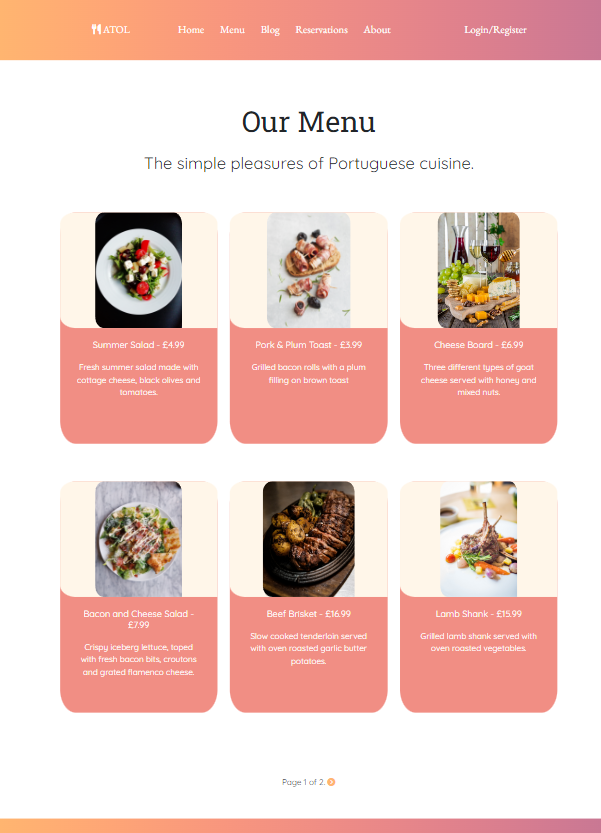 ATOL Home Menu Blog Reservations About Login/Register
Our Menu
The simple pleasures of Portuguese cuisine.
Summer Salad - £4.99
Fresh summer salad made with
cottage cheese, black olives and
tomatoes.
Pork & Plum Toast - £3.99
Grilled bacon rolls with a plum
filling on brown toast
Cheese Board - £6.99
Three different types of goat
cheese served with honey and
mixed nuts.
Bacon and Cheese Salad -
£7.99
Crispy iceberg lettuce, toped
with fresh bacon bits, croutons
and grated flamenco cheese.
Beef Brisket - £16.99
Slow cooked tenderloin served
with oven roasted garlic butter
potatoes.
Lamb Shank - £15.99
Grilled lamb shank served with
oven roasted vegetables.
Page 1 of 2.